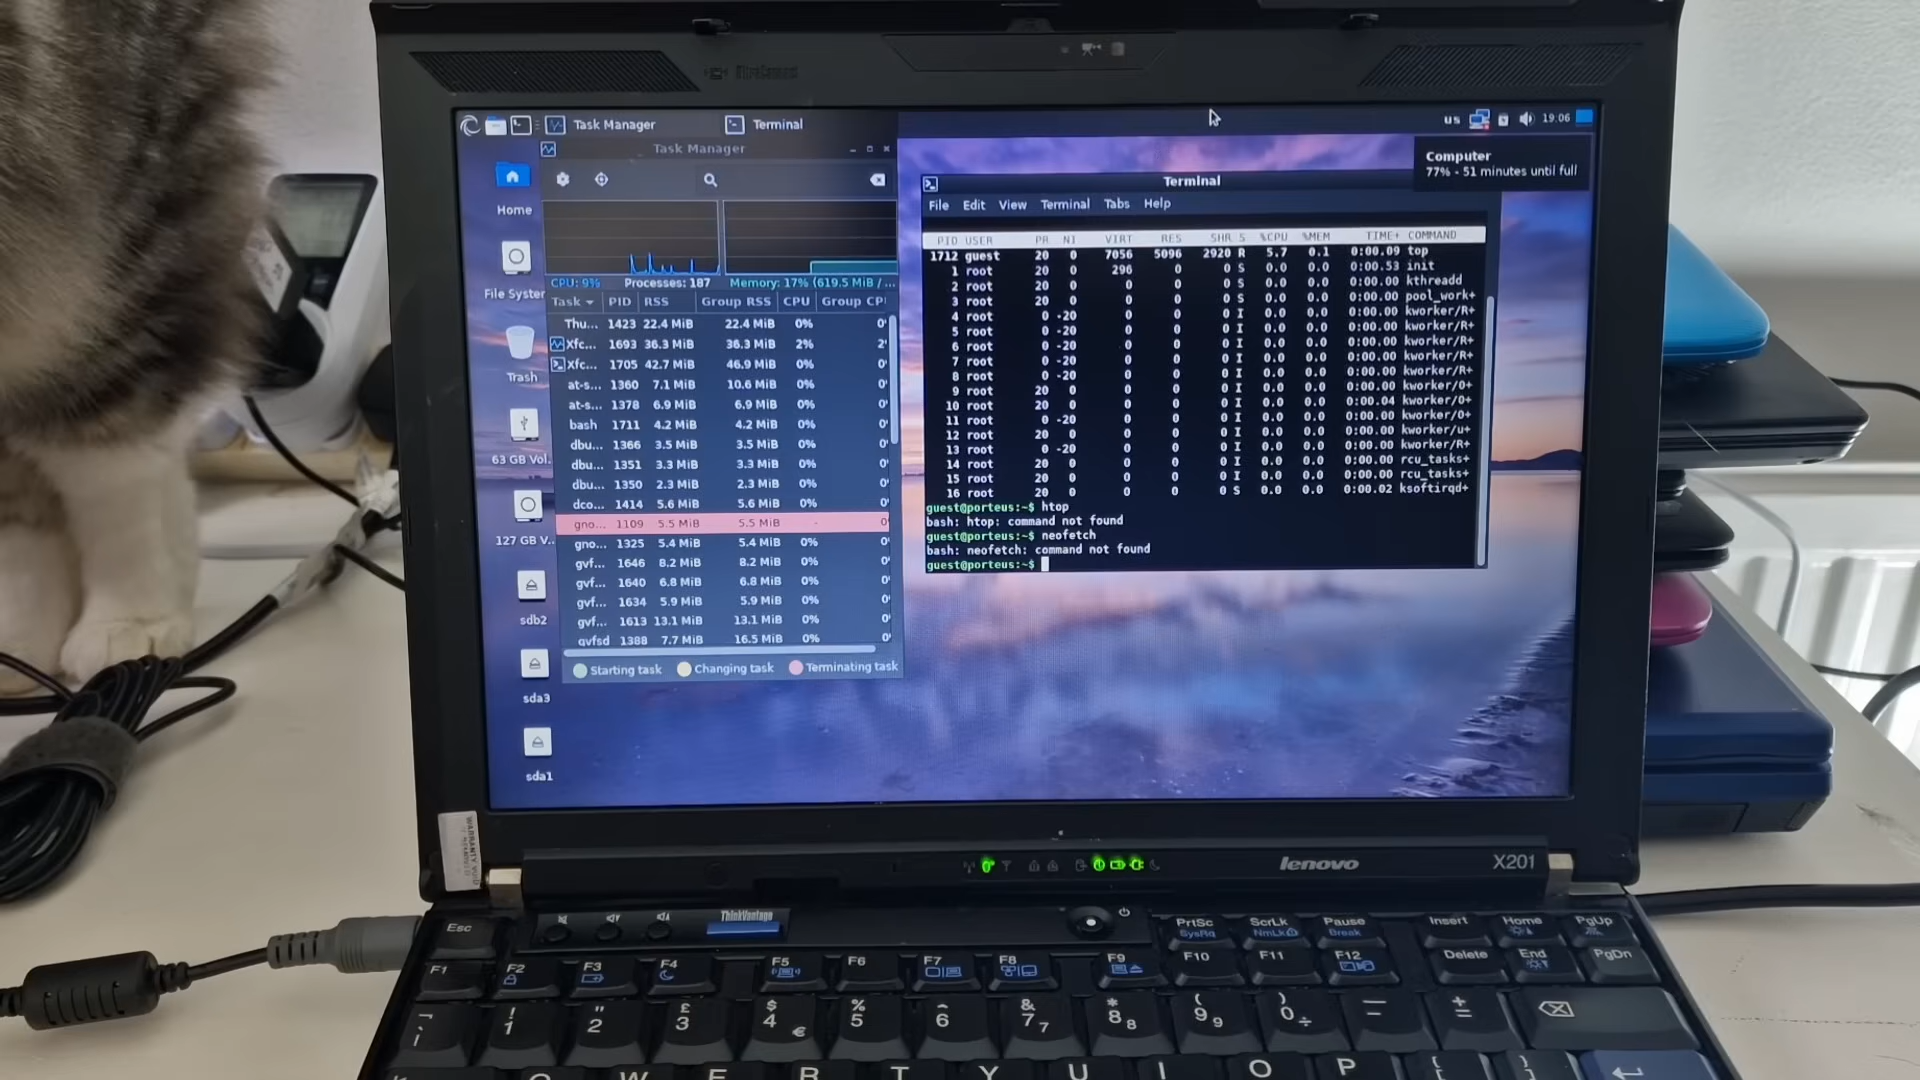 Task Manager
Terminal
us
19:06
Computer
77% - 51 minutes until full
Task Manager
CPU: 9%
Processes: 187
Memory: 17% (619.5 MiB / ...
Task
PID
RSS
Group RSS
CPU
Group CP
Thu... 1423 22.4 MiB 22.4 MiB 0%
Xfc... 1693 36.3 MiB 36.3 MiB 2%
Xfc... 1705 42.7 MiB 46.9 MiB 0%
at-s... 1360 7.1 MiB 10.6 MiB 0%
at-s... 1378 6.9 MiB 6.9 MiB 0%
bash 1711 4.2 MiB 4.2 MiB 0%
dbu... 1366 3.5 MiB 3.5 MiB 0%
dbu... 1351 3.3 MiB 3.3 MiB 0%
dbu... 1350 2.3 MiB 2.3 MiB 0%
dco... 1414 5.6 MiB 5.6 MiB 0%
gno... 1109 5.5 MiB 5.5 MiB -
gno... 1325 5.4 MiB 5.4 MiB 0%
gvf... 1646 8.2 MiB 8.2 MiB 0%
gvf... 1640 6.8 MiB 6.8 MiB 0%
gvf... 1634 5.9 MiB 5.9 MiB 0%
gvf... 1613 13.1 MiB 13.1 MiB 0%
gvfsd 1388 7.7 MiB 16.5 MiB 0%
Starting task
Changing task
Terminating task
Home
File System
Trash
63 GB Vol...
127 GB V...
sdb2
sda3
sda1
Terminal
File Edit View Terminal Tabs Help
PID USER PR NI VIRT RES SHR S %CPU %MEM TIME+ COMMAND
1712 guest 20 0 7056 5096 2920 R 5.7 0.1 0:00.09 top
1 root 20 0 296 0 0 S 0.0 0.0 0:00.53 init
2 root 20 0 0 0 0 S 0.0 0.0 0:00.00 kthreadd
3 root 20 0 0 0 0 S 0.0 0.0 0:00.00 pool_work+
4 root 0 -20 0 0 0 I 0.0 0.0 0:00.00 kworker/R+
5 root 0 -20 0 0 0 I 0.0 0.0 0:00.00 kworker/R+
6 root 0 -20 0 0 0 I 0.0 0.0 0:00.00 kworker/R+
7 root 0 -20 0 0 0 I 0.0 0.0 0:00.00 kworker/R+
8 root 0 -20 0 0 0 I 0.0 0.0 0:00.00 kworker/R+
9 root 20 0 0 0 0 I 0.0 0.0 0:00.00 kworker/0+
10 root 20 0 0 0 0 I 0.0 0.0 0:00.04 kworker/0+
11 root 0 -20 0 0 0 I 0.0 0.0 0:00.00 kworker/0+
12 root 20 0 0 0 0 I 0.0 0.0 0:00.00 kworker/u+
13 root 0 -20 0 0 0 I 0.0 0.0 0:00.00 kworker/R+
14 root 20 0 0 0 0 I 0.0 0.0 0:00.00 rcu_tasks+
15 root 20 0 0 0 0 I 0.0 0.0 0:00.00 rcu_tasks+
16 root 20 0 0 0 0 S 0.0 0.0 0:00.02 ksoftirqd+
guest@porteus:~$ htop
bash: htop: command not found
guest@porteus:~$ neofetch
bash: neofetch: command not found
guest@porteus:~$
WARRANTY VOID
lenovo
X201
ThinkVantage
Esc
PrtSc
SysRq
ScrLk
NmLk
Pause
Break
Insert
Home
PgUp
F1 F2 F3 F4 F5 F6 F7 F8 F9 F10 F11 F12
Delete
End
PgDn
! 1
" 2
£ 3
$ 4 €
% 5
^ 6
& 7 7
* 8 8
( 9 9
) 0 ÷
_ -
+ =
Q W E R T Y U I O P { [ } ]